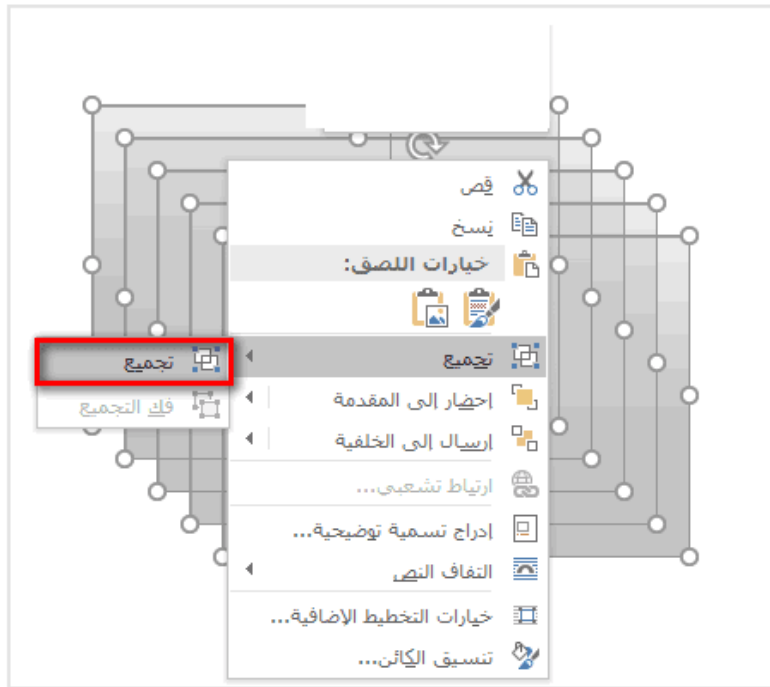 قص
نسخ
خيارات اللصق:
تجميع
تجميع
فك التجميع
إحضار إلى المقدمة
إرسال إلى الخلفية
ارتباط تشعبي...
إدراج تسمية توضيحية...
التفاف النص
خيارات التخطيط الإضافية...
تنسيق الكائن...